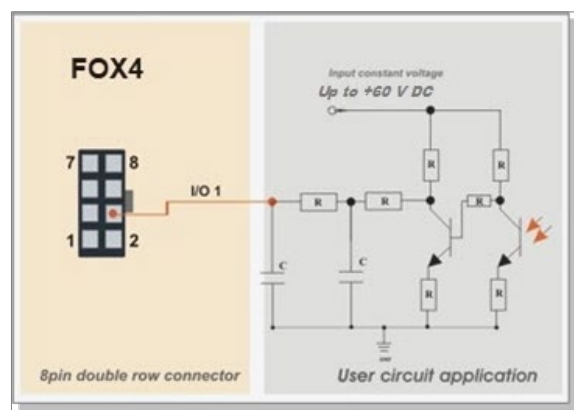 FOX4
Input constant voltage
Up to +60 V DC
7
8
I/O 1
1
2
R
R
R
R
R
C
C
R
R
GND
8pin double row connector
User circuit application